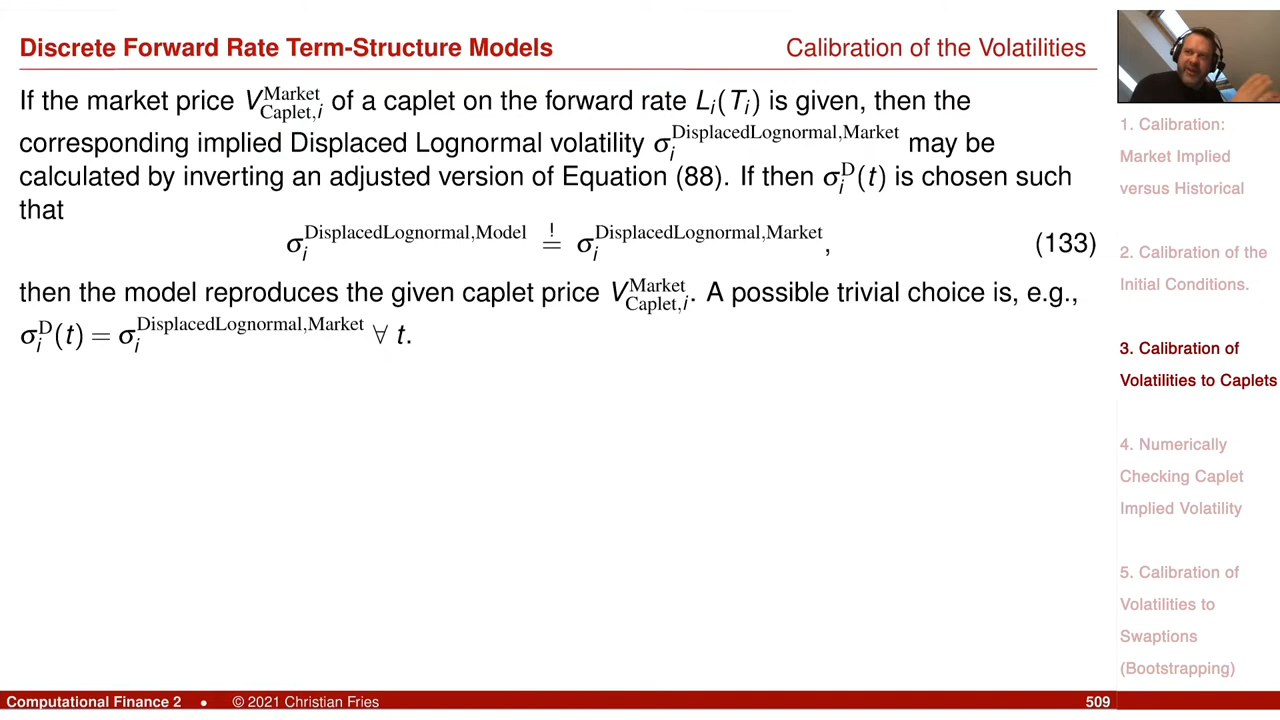 Discrete Forward Rate Term-Structure Models
Calibration of the Volatilities
If the market price V^Market_Caplet,i of a caplet on the forward rate L_i(T_i) is given, then the
corresponding implied Displaced Lognormal volatility σ_i^DisplacedLognormal,Market may be
calculated by inverting an adjusted version of Equation (88). If then σ_i^D(t) is chosen such
that
σ_i^DisplacedLognormal,Model =^! σ_i^DisplacedLognormal,Market, (133)
then the model reproduces the given caplet price V^Market_Caplet,i. A possible trivial choice is, e.g.,
σ_i^D(t) = σ_i^DisplacedLognormal,Market ∀ t.
1. Calibration:
Market Implied
versus Historical
2. Calibration of the
Initial Conditions.
3. Calibration of
Volatilities to Caplets
4. Numerically
Checking Caplet
Implied Volatility
5. Calibration of
Volatilities to
Swaptions
(Bootstrapping)
Computational Finance 2 • © 2021 Christian Fries 509